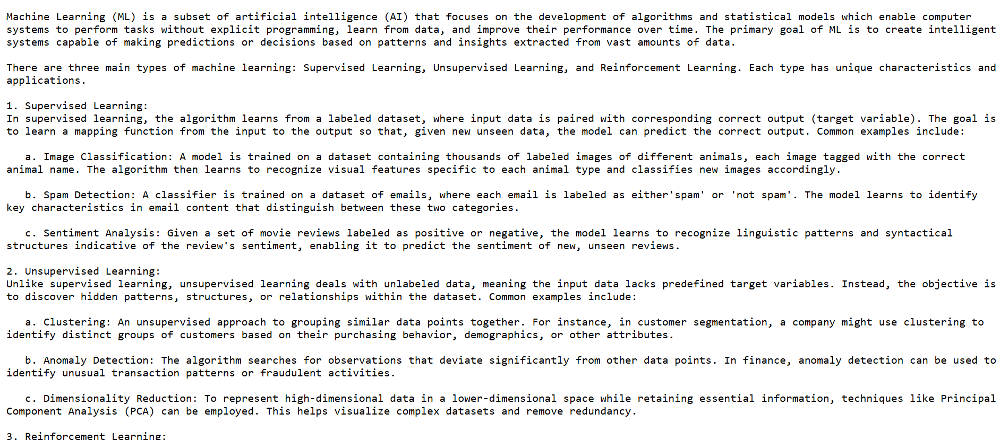 Machine Learning (ML) is a subset of artificial intelligence (AI) that focuses on the development of algorithms and statistical models which enable computer
systems to perform tasks without explicit programming, learn from data, and improve their performance over time. The primary goal of ML is to create intelligent
systems capable of making predictions or decisions based on patterns and insights extracted from vast amounts of data.
There are three main types of machine learning: Supervised Learning, Unsupervised Learning, and Reinforcement Learning. Each type has unique characteristics and
applications.
1. Supervised Learning:
In supervised learning, the algorithm learns from a labeled dataset, where input data is paired with corresponding correct output (target variable). The goal is
to learn a mapping function from the input to the output so that, given new unseen data, the model can predict the correct output. Common examples include:
a. Image Classification: A model is trained on a dataset containing thousands of labeled images of different animals, each image tagged with the correct
animal name. The algorithm then learns to recognize visual features specific to each animal type and classifies new images accordingly.
b. Spam Detection: A classifier is trained on a dataset of emails, where each email is labeled as either'spam' or 'not spam'. The model learns to identify
key characteristics in email content that distinguish between these two categories.
c. Sentiment Analysis: Given a set of movie reviews labeled as positive or negative, the model learns to recognize linguistic patterns and syntactical
structures indicative of the review's sentiment, enabling it to predict the sentiment of new, unseen reviews.
2. Unsupervised Learning:
Unlike supervised learning, unsupervised learning deals with unlabeled data, meaning the input data lacks predefined target variables. Instead, the objective is
to discover hidden patterns, structures, or relationships within the dataset. Common examples include:
a. Clustering: An unsupervised approach to grouping similar data points together. For instance, in customer segmentation, a company might use clustering to
identify distinct groups of customers based on their purchasing behavior, demographics, or other attributes.
b. Anomaly Detection: The algorithm searches for observations that deviate significantly from other data points. In finance, anomaly detection can be used to
identify unusual transaction patterns or fraudulent activities.
c. Dimensionality Reduction: To represent high-dimensional data in a lower-dimensional space while retaining essential information, techniques like Principal
Component Analysis (PCA) can be employed. This helps visualize complex datasets and remove redundancy.
3. Reinforcement Learning: